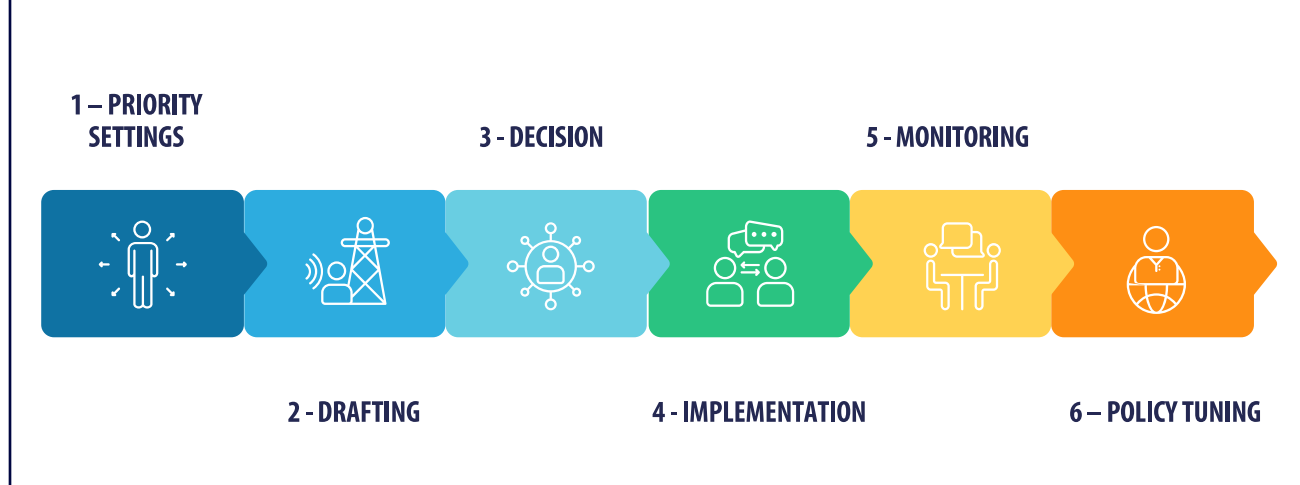 1 – PRIORITY
SETTINGS
2 - DRAFTING
3 - DECISION
4 - IMPLEMENTATION
5 - MONITORING
6 – POLICY TUNING